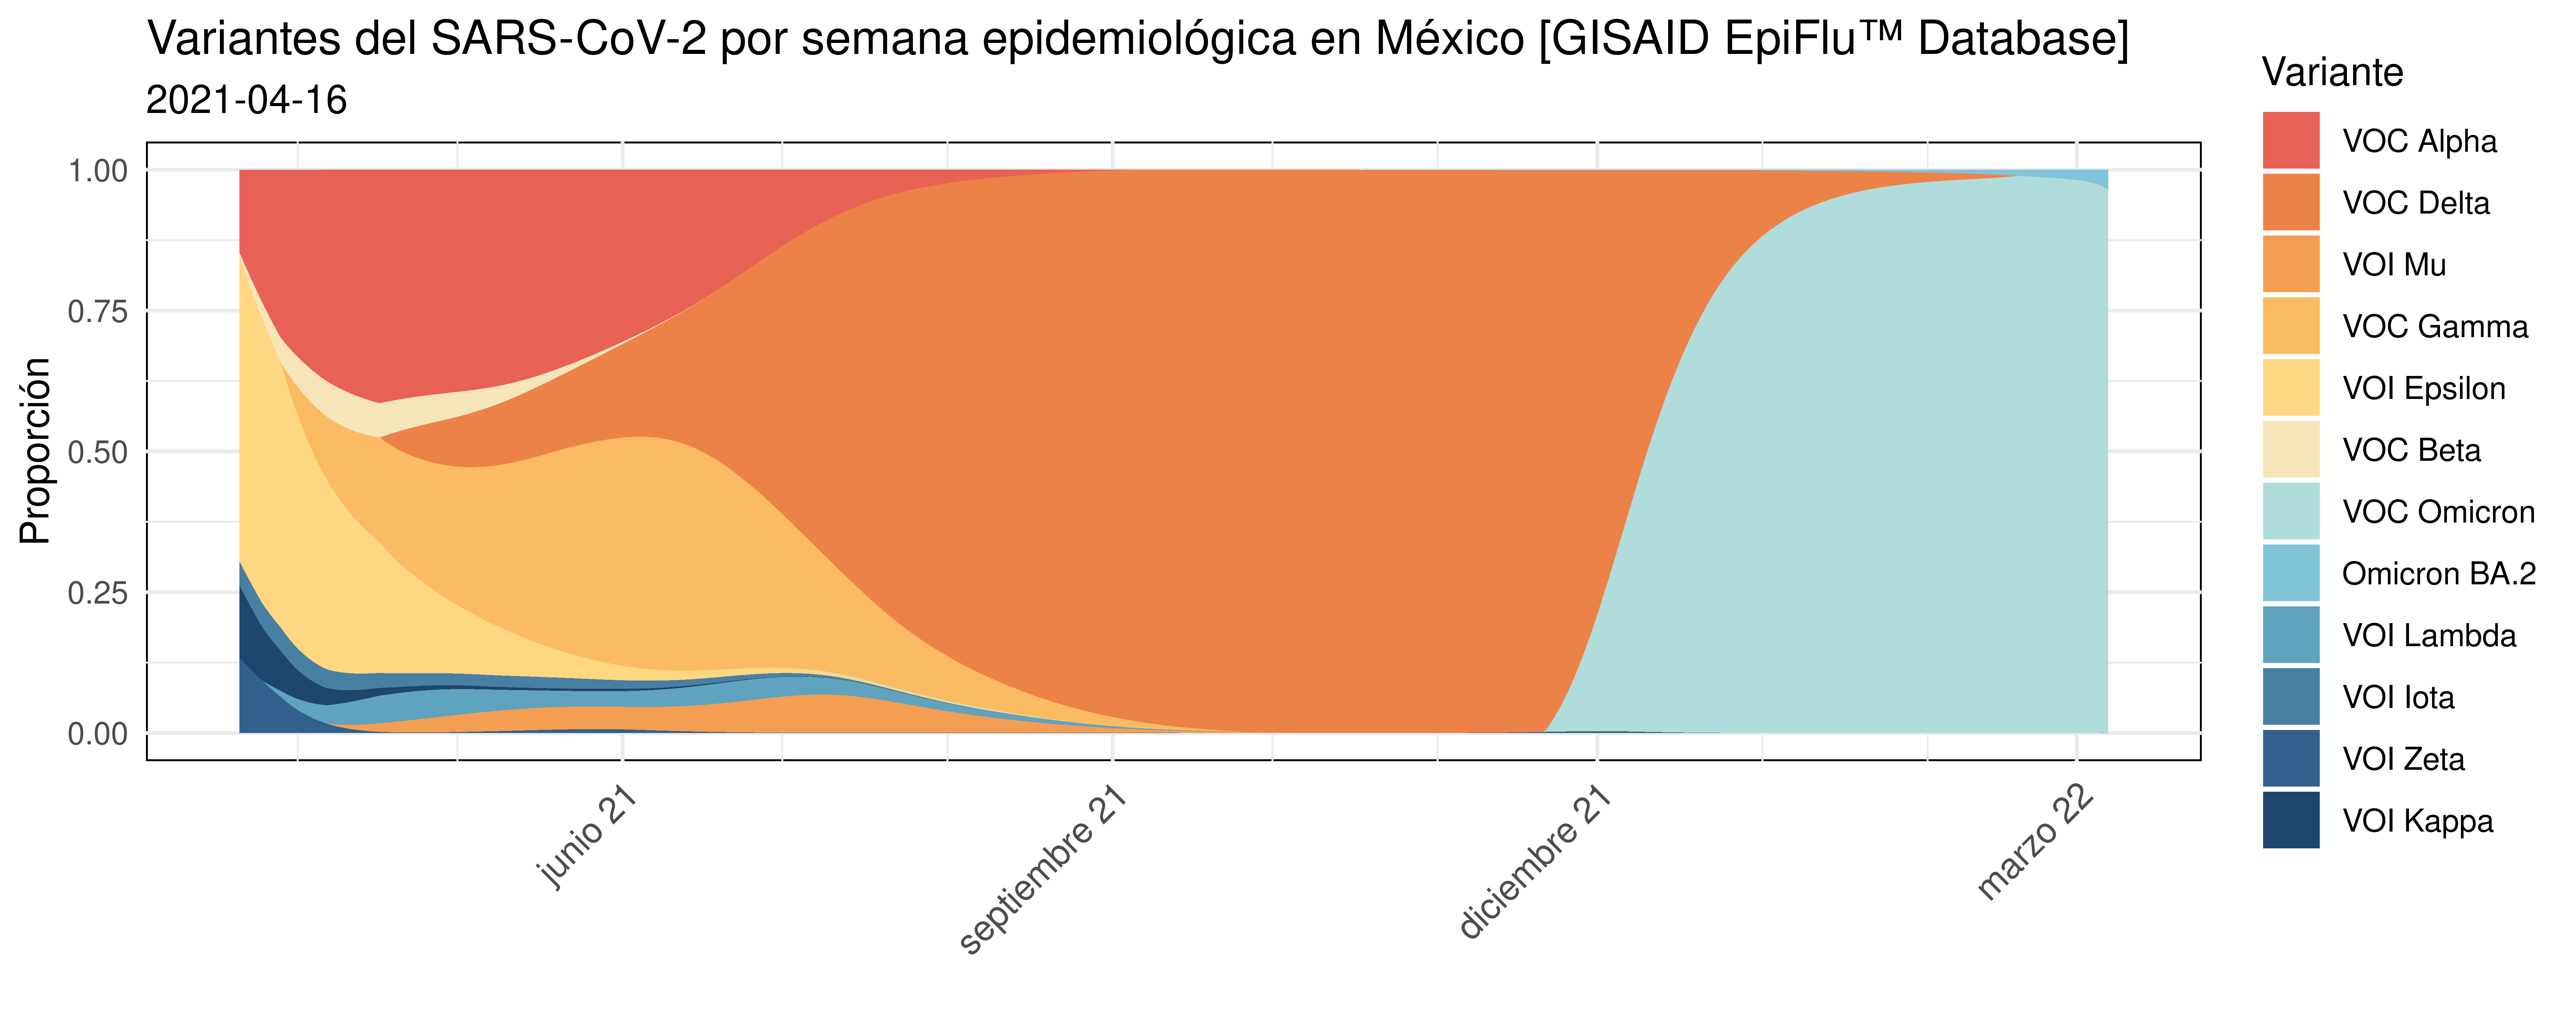 Variantes del SARS-CoV-2 por semana epidemiológica en México [GISAID EpiFlu™ Database]
2021-04-16
Proporción
1.00
0.75
0.50
0.25
0.00
junio 21
septiembre 21
diciembre 21
marzo 22
Variante
VOC Alpha
VOC Delta
VOI Mu
VOC Gamma
VOI Epsilon
VOC Beta
VOC Omicron
Omicron BA.2
VOI Lambda
VOI Iota
VOI Zeta
VOI Kappa